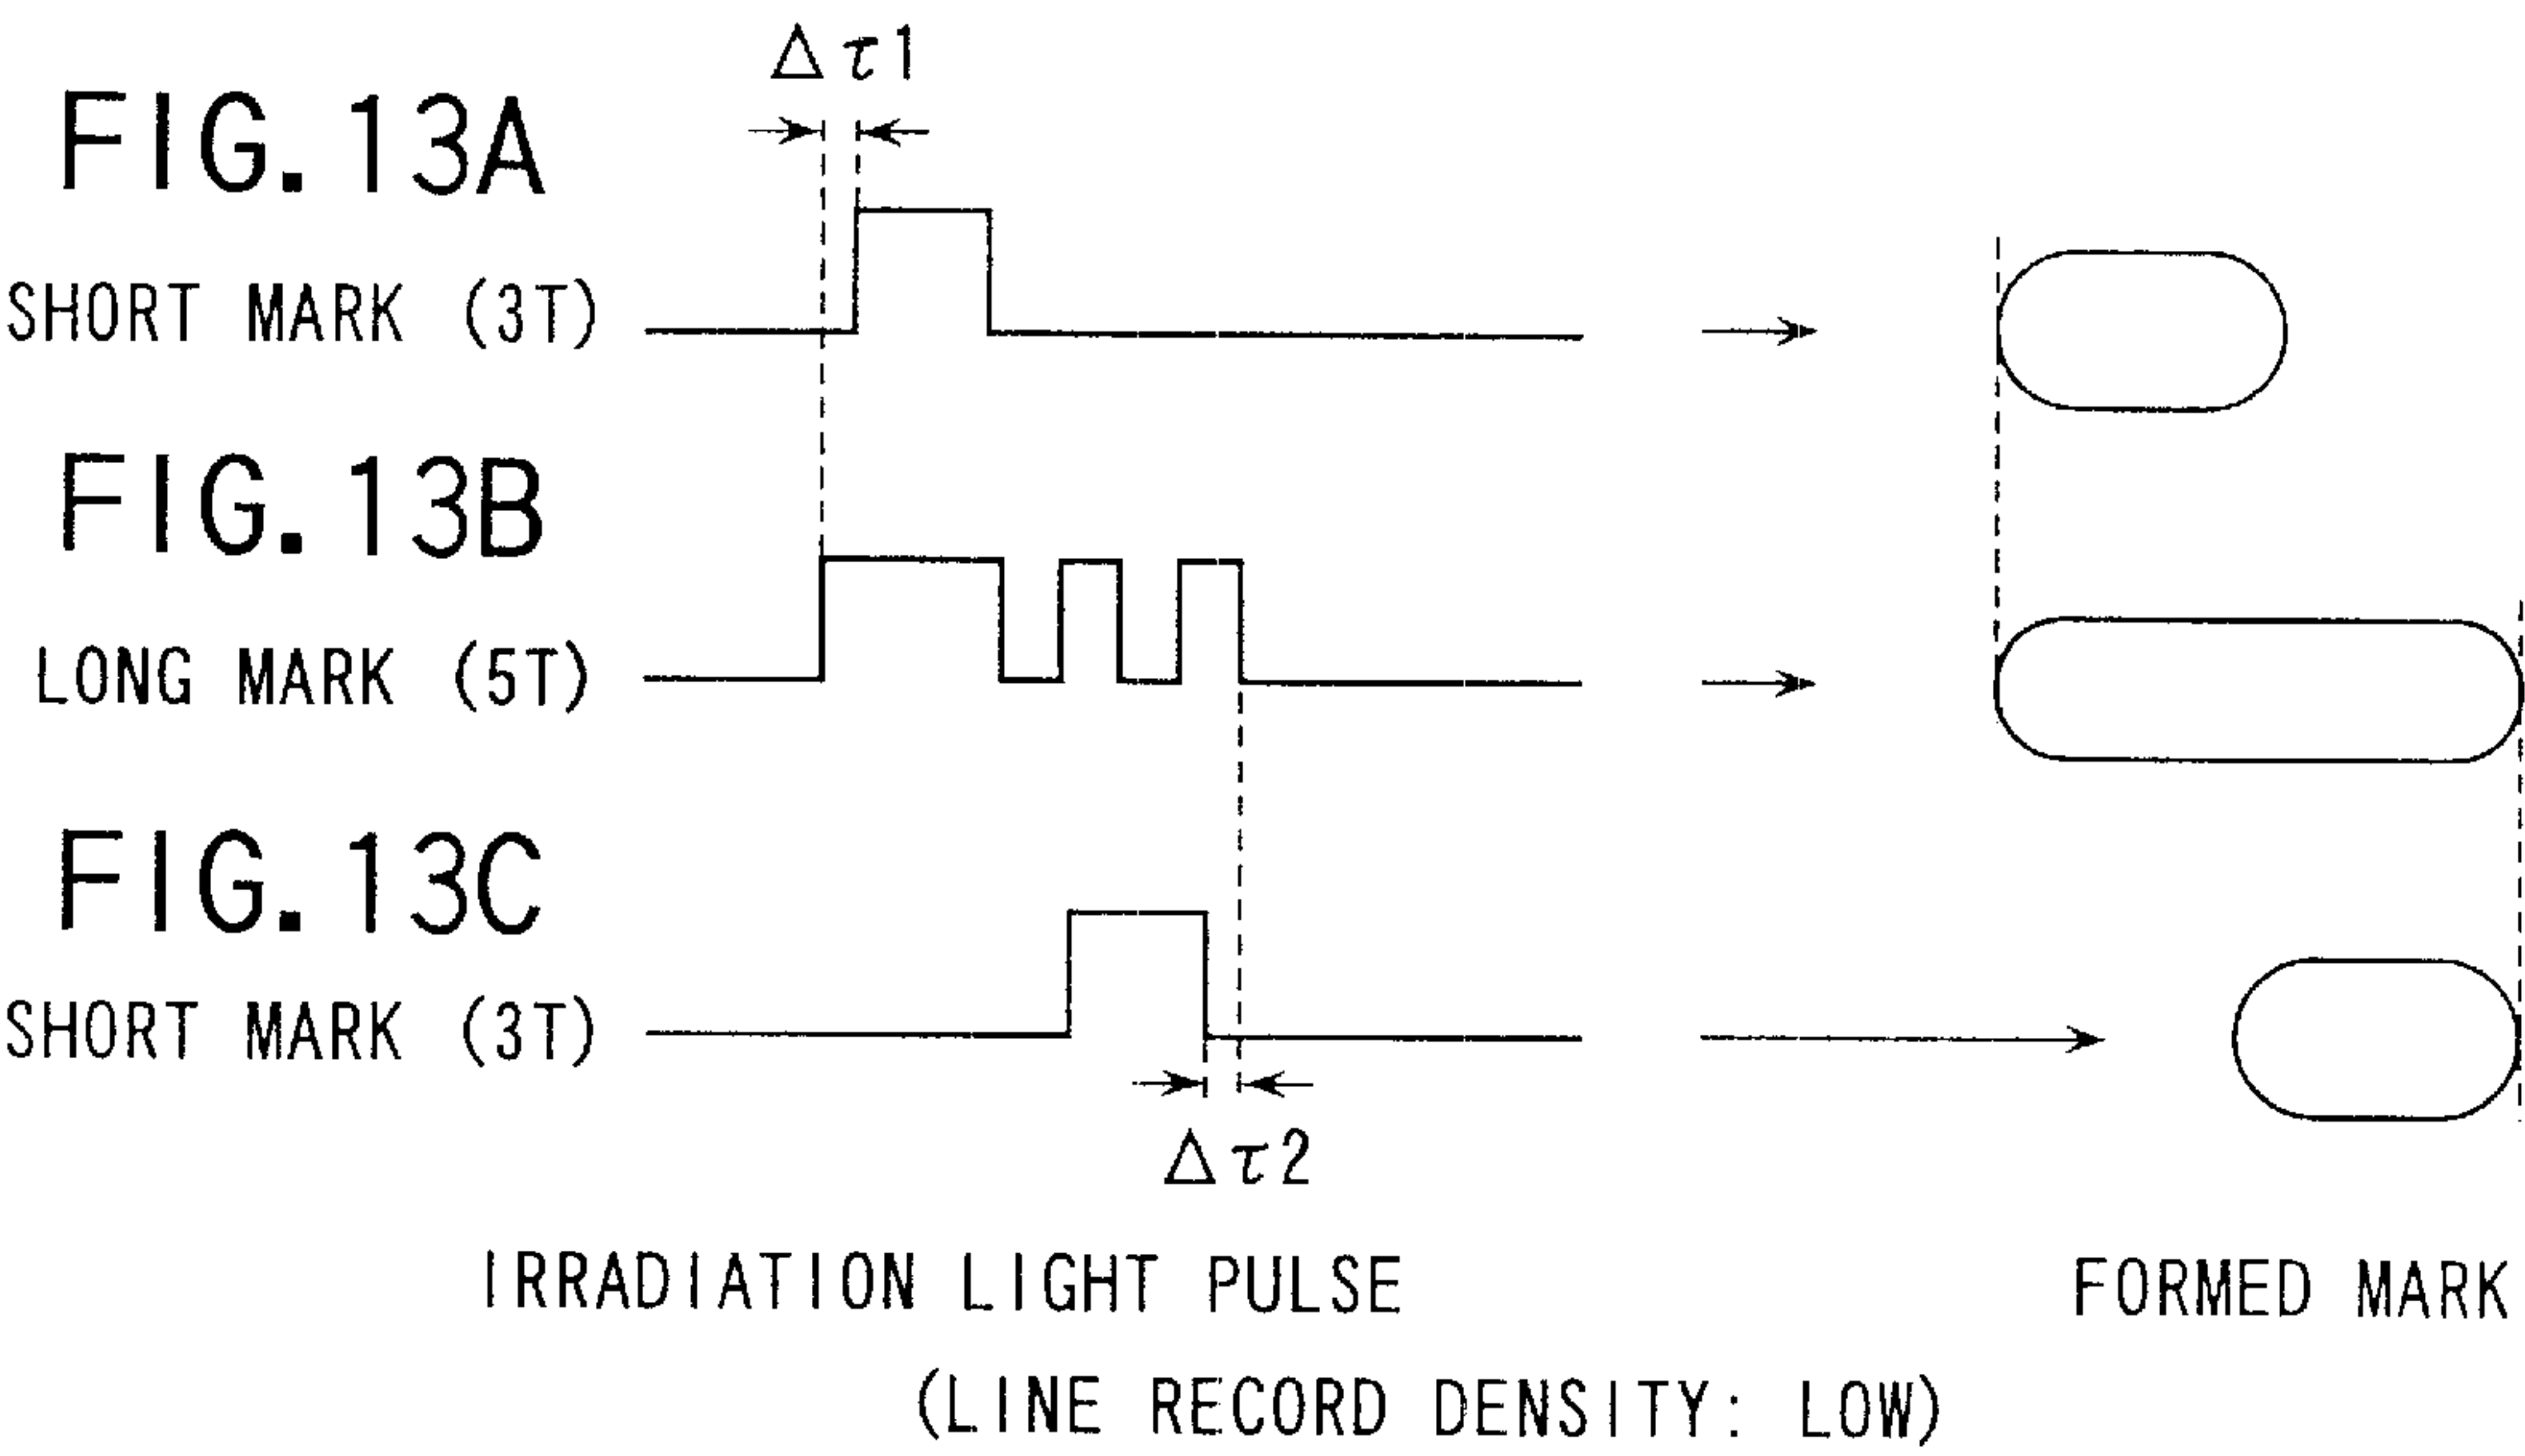 Δτ1
FIG. 13A
SHORT MARK (3T)
FIG. 13B
LONG MARK (5T)
FIG. 13C
SHORT MARK (3T)
Δτ2
IRRADIATION LIGHT PULSE
FORMED MARK
(LINE RECORD DENSITY: LOW)